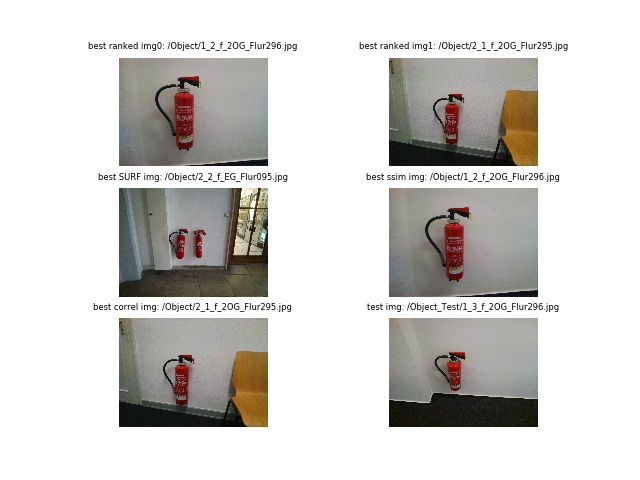 best ranked img0: /Object/1_2_f_2OG_Flur296.jpg
best ranked img1: /Object/2_1_f_2OG_Flur295.jpg
best SURF img: /Object/2_2_f_EG_Flur095.jpg
best ssim img: /Object/1_2_f_2OG_Flur296.jpg
best correl img: /Object/2_1_f_2OG_Flur295.jpg
test img: /Object_Test/1_3_f_2OG_Flur296.jpg